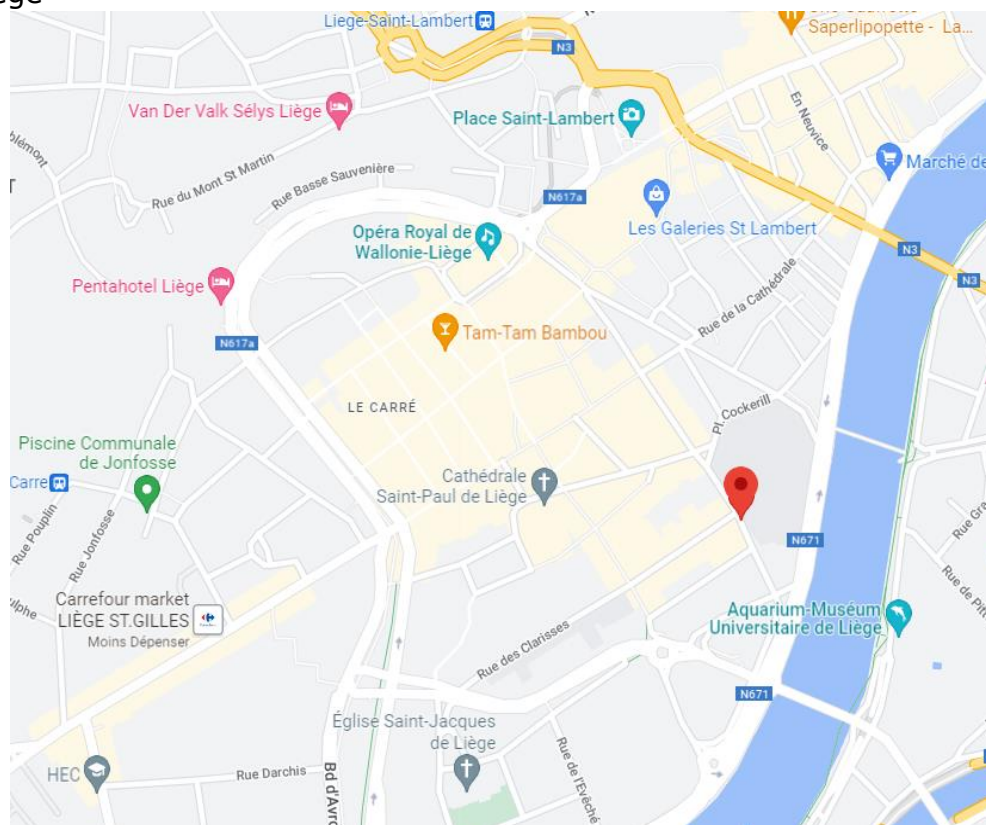 Liege-Saint-Lambert
N3
Saperlipopette - La...
Van Der Valk Sélys Liège
Place Saint-Lambert
En Neuvice
Marché de
Rue du Mont St Martin
Rue Basse Sauvenière
N617a
Les Galeries St Lambert
Opéra Royal de
Wallonie-Liège
N3
N3
Pentahotel Liège
Rue de la Cathédrale
Tam-Tam Bambou
N617a
LE CARRÉ
Pl. Cockerill
Piscine Communale
de Jonfosse
Carre
Cathédrale
Saint-Paul de Liège
Rue Pouplin
Rue Jonfosse
N671
Carrefour market
LIÈGE ST.GILLES
Moins Dépenser
Aquarium-Muséum
Universitaire de Liège
Rue des Clarisses
N671
Église Saint-Jacques
de Liège
HEC
Rue Darchis
Bd d'Avro
Rue de l'Evêché